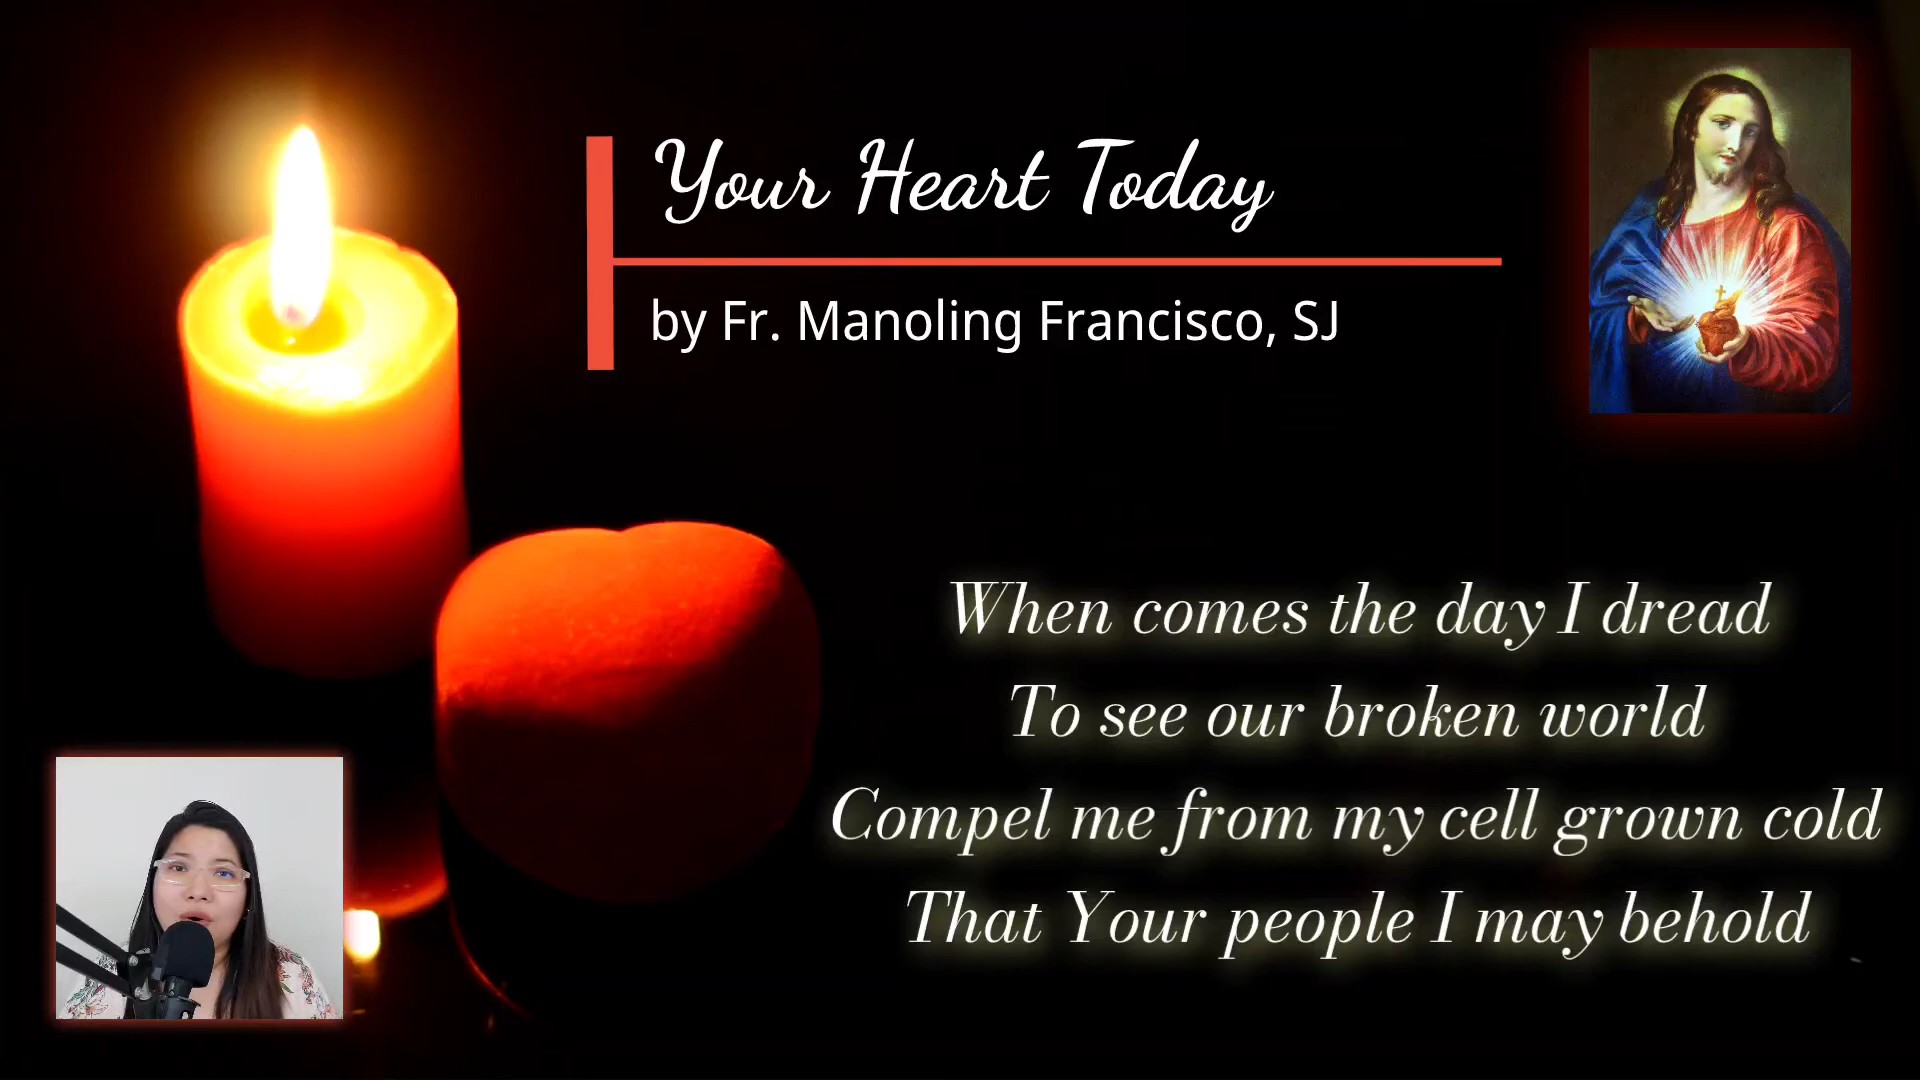 Your Heart Today
by Fr. Manoling Francisco, SJ
When comes the day I dread
To see our broken world
Compel me from my cell grown cold
That Your people I may behold